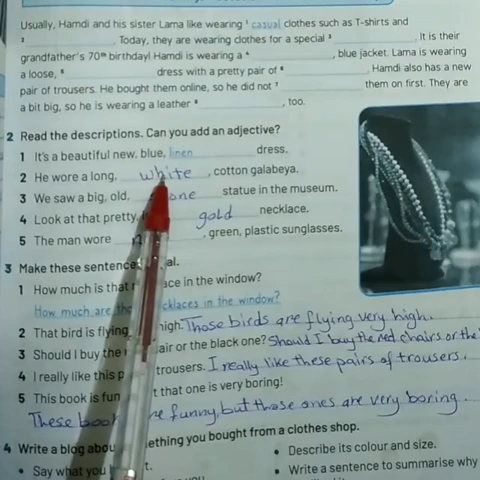 Usually, Hamdi and his sister Lama like wearing ¹ casual clothes such as T-shirts and
² . Today, they are wearing clothes for a special ³ . It is their
grandfather's 70th birthday! Hamdi is wearing a ⁴ , blue jacket. Lama is wearing
a loose, ⁵ dress with a pretty pair of ⁶ . Hamdi also has a new
pair of trousers. He bought them online, so he did not ⁷ them on first. They are
a bit big, so he is wearing a leather ⁸ , too.
2 Read the descriptions. Can you add an adjective?
1 It's a beautiful new, blue, linen dress.
2 He wore a long, white , cotton galabeya.
3 We saw a big, old, statue in the museum.
4 Look at that pretty, gold necklace.
5 The man wore , green, plastic sunglasses.
3 Make these sentences
1 How much is that in the window?
How much are in the window?
2 That bird is flying high. Those birds are flying very high.
3 Should I buy the or the black one? Should I buy the red chairs or the
4 I really like this trousers. I really like these pairs of trousers.
5 This book is that one is very boring!
These funny, but those ones are very boring.
4 Write a blog something you bought from a clothes shop.
• Say what you
• Describe its colour and size.
• Write a sentence to summarise why